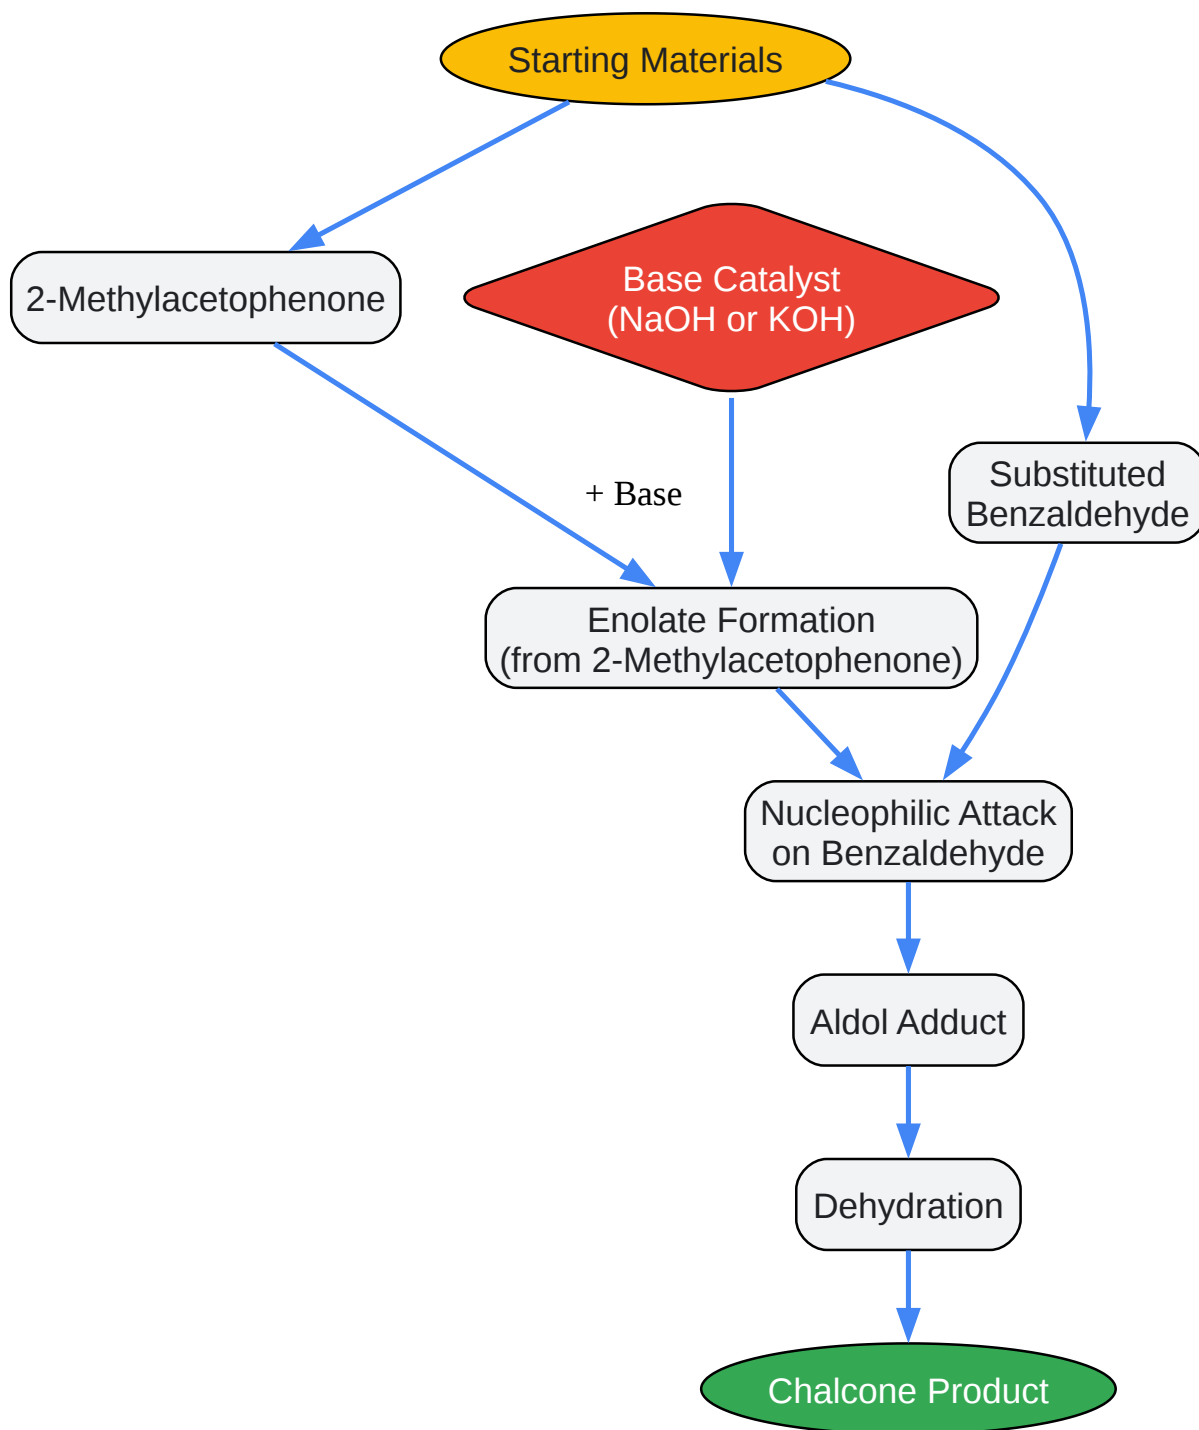 Starting Materials
2-Methylacetophenone
Base Catalyst
(NaOH or KOH)
Substituted
Benzaldehyde
+ Base
Enolate Formation
(from 2-Methylacetophenone)
Nucleophilic Attack
on Benzaldehyde
Aldol Adduct
Dehydration
Chalcone Product